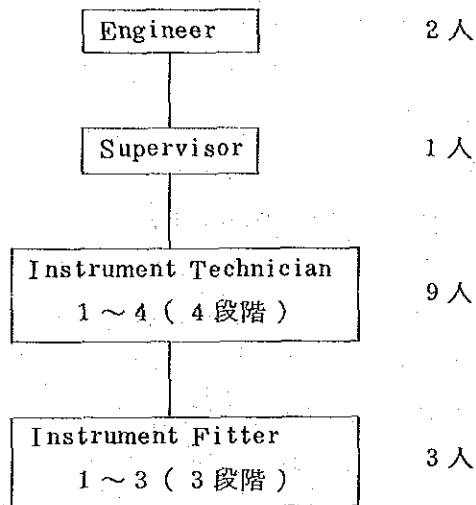 Engineer 2人
Supervisor 1人
Instrument Technician
1～4（4段階） 9人
Instrument Fitter
1～3（3段階） 3人